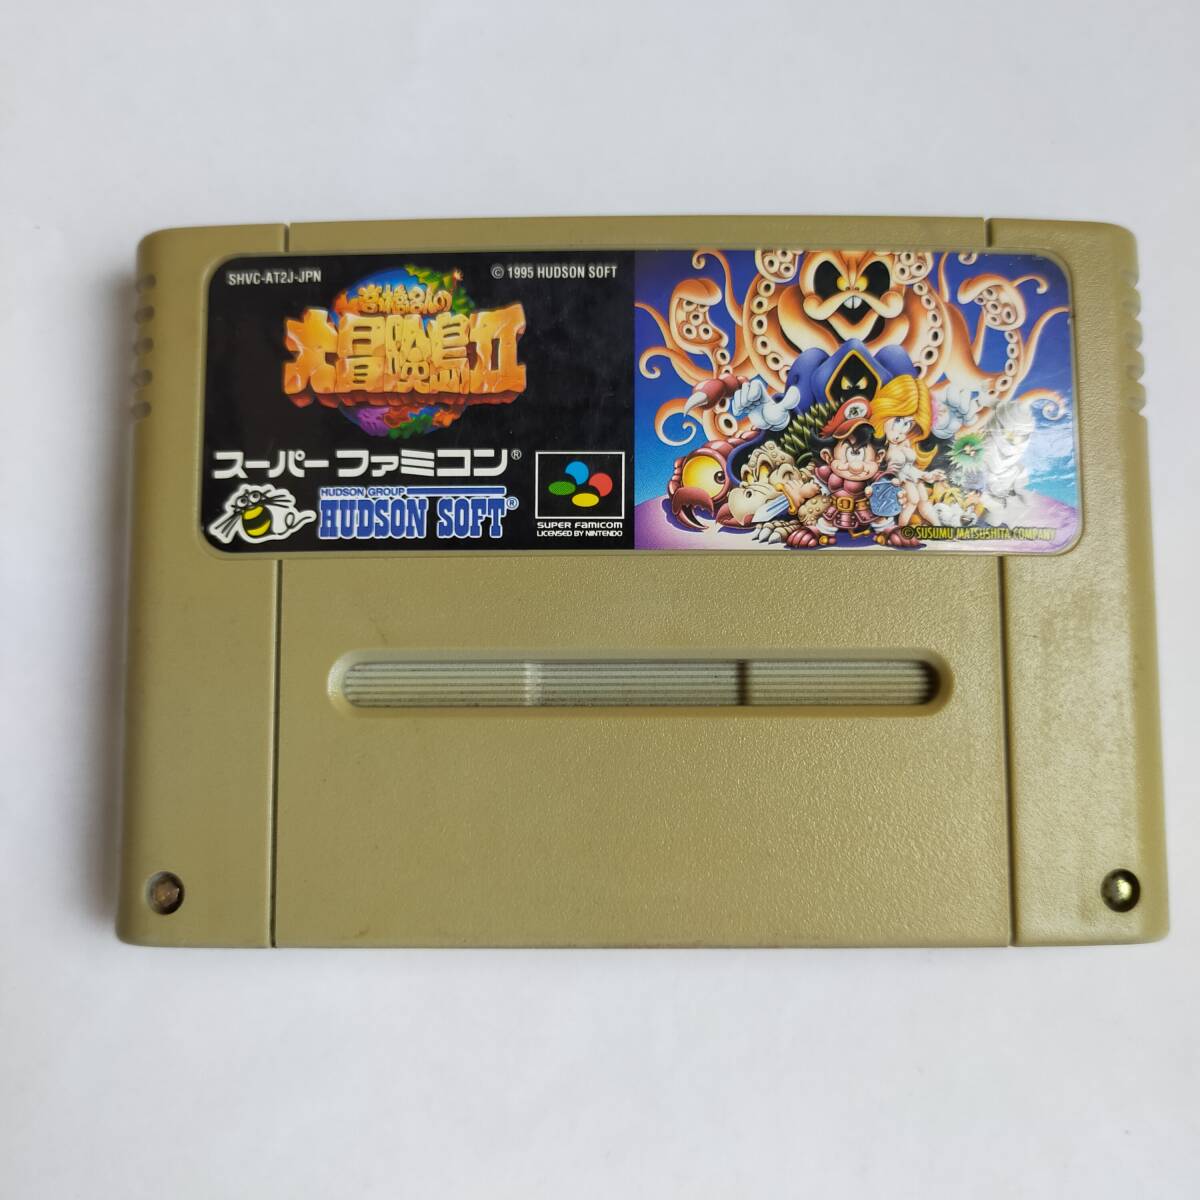 SHVC-AT2J-JPN
© 1995 HUDSON SOFT
高橋名人の
大冒険島II
スーパーファミコン®
HUDSON GROUP
HUDSON SOFT®
SUPER FAMICOM
LICENSED BY NINTENDO
© SUSUMU MATSUSHITA COMPANY